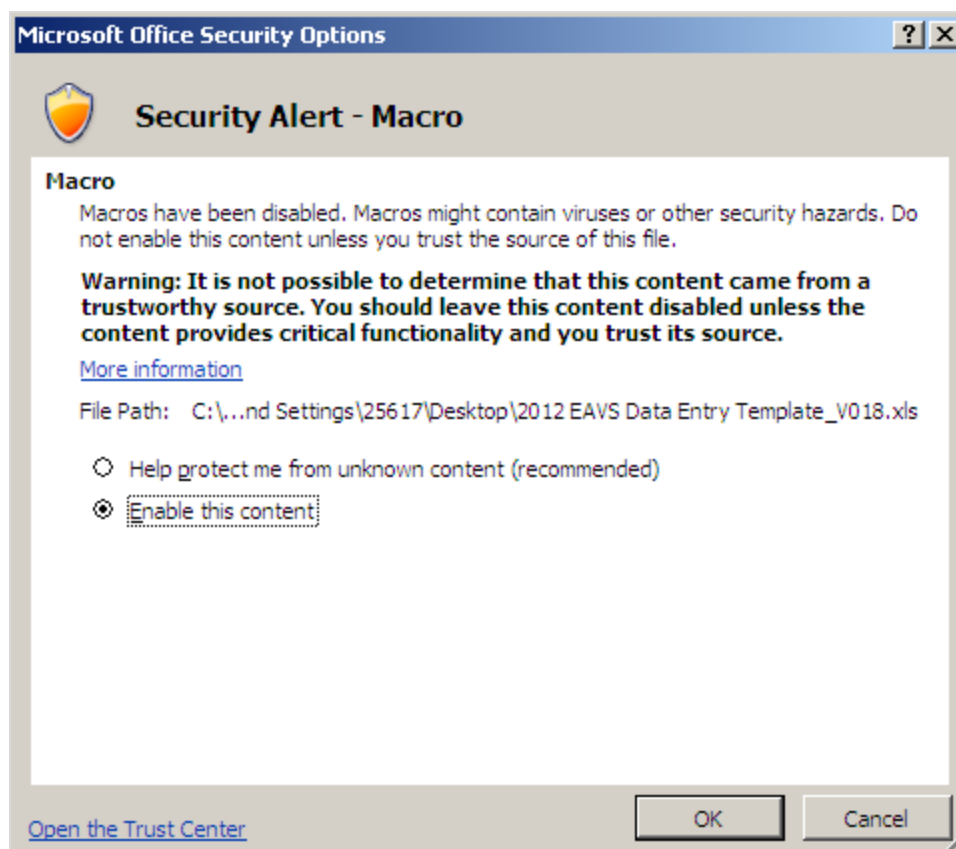 Microsoft Office Security Options
Security Alert - Macro
Macro
Macros have been disabled. Macros might contain viruses or other security hazards. Do
not enable this content unless you trust the source of this file.
Warning: It is not possible to determine that this content came from a
trustworthy source. You should leave this content disabled unless the
content provides critical functionality and you trust its source.
More information
File Path: C:\...nd Settings\25617\Desktop\2012 EAVS Data Entry Template_V018.xls
Help protect me from unknown content (recommended)
Enable this content
Open the Trust Center
OK
Cancel